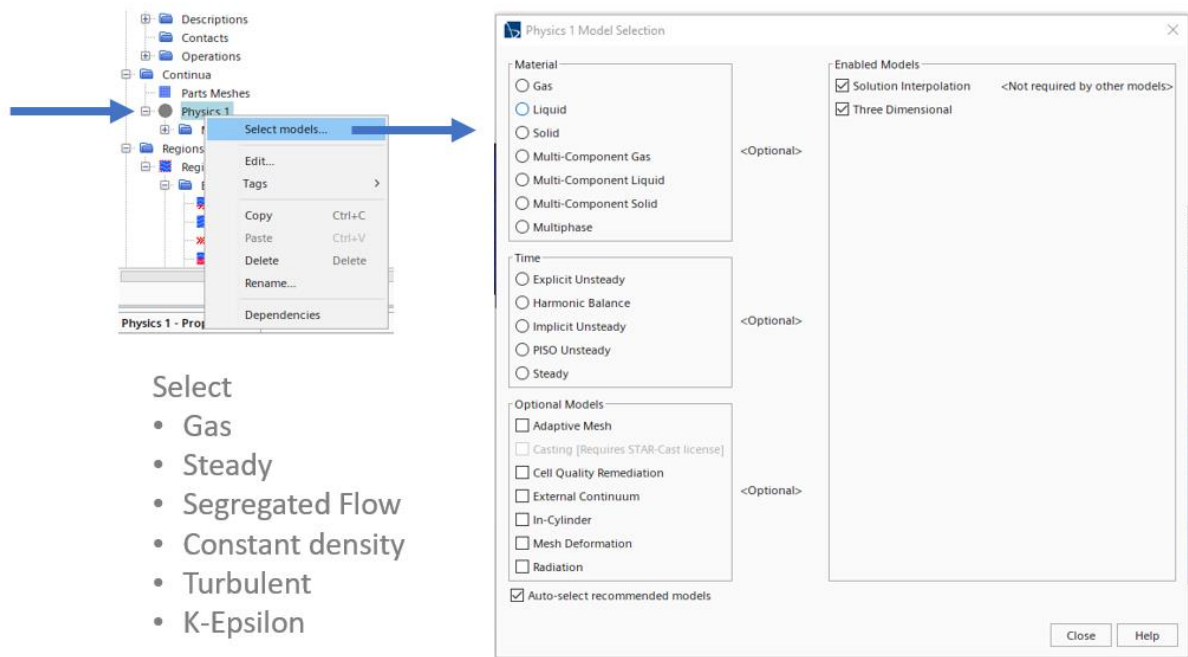 Descriptions
Contacts
Operations
Continua
Parts Meshes
Physics 1
Select models...
Regions
Edit...
Regi
Tags >
Copy Ctrl+C
Paste Ctrl+V
Delete Delete
Rename...
Dependencies
Physics 1 - Prop
Select
• Gas
• Steady
• Segregated Flow
• Constant density
• Turbulent
• K-Epsilon
Physics 1 Model Selection
Material
Gas
Liquid
Solid
Multi-Component Gas
Multi-Component Liquid
Multi-Component Solid
Multiphase
<Optional>
Time
Explicit Unsteady
Harmonic Balance
Implicit Unsteady
PISO Unsteady
Steady
<Optional>
Optional Models
Adaptive Mesh
Casting [Requires STAR-Cast license]
Cell Quality Remediation
External Continuum
In-Cylinder
Mesh Deformation
Radiation
<Optional>
Auto-select recommended models
Enabled Models
Solution Interpolation <Not required by other models>
Three Dimensional
Close Help